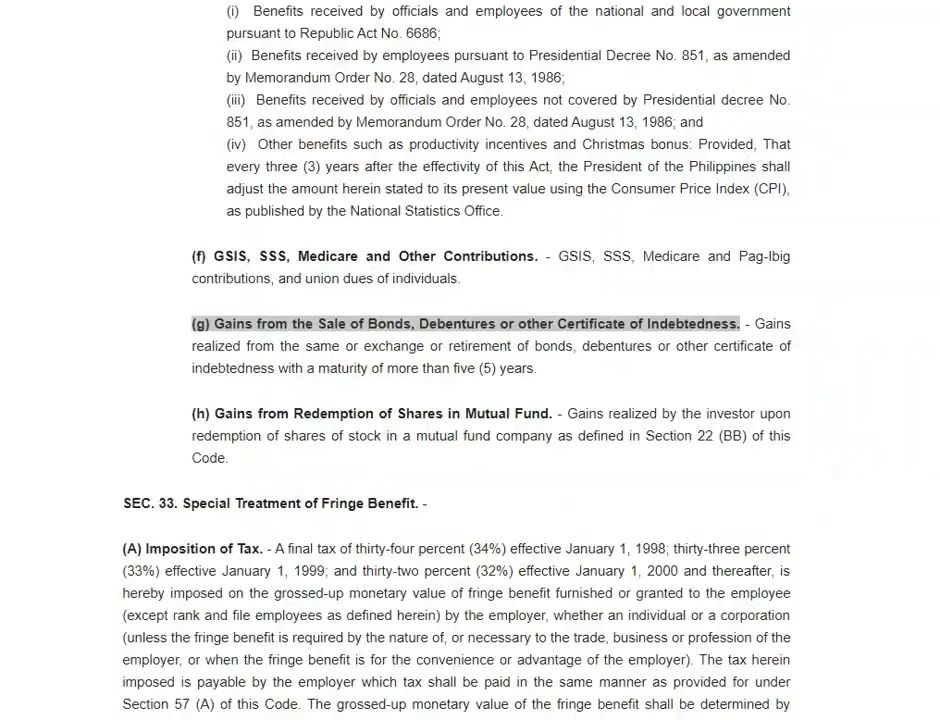 (i) Benefits received by officials and employees of the national and local government
pursuant to Republic Act No. 6686;
(ii) Benefits received by employees pursuant to Presidential Decree No. 851, as amended
by Memorandum Order No. 28, dated August 13, 1986;
(iii) Benefits received by officials and employees not covered by Presidential decree No.
851, as amended by Memorandum Order No. 28, dated August 13, 1986; and
(iv) Other benefits such as productivity incentives and Christmas bonus: Provided, That
every three (3) years after the effectivity of this Act, the President of the Philippines shall
adjust the amount herein stated to its present value using the Consumer Price Index (CPI),
as published by the National Statistics Office.
(f) GSIS, SSS, Medicare and Other Contributions. - GSIS, SSS, Medicare and Pag-Ibig
contributions, and union dues of individuals.
(g) Gains from the Sale of Bonds, Debentures or other Certificate of Indebtedness. - Gains
realized from the same or exchange or retirement of bonds, debentures or other certificate of
indebtedness with a maturity of more than five (5) years.
(h) Gains from Redemption of Shares in Mutual Fund. - Gains realized by the investor upon
redemption of shares of stock in a mutual fund company as defined in Section 22 (BB) of this
Code.
SEC. 33. Special Treatment of Fringe Benefit. -
(A) Imposition of Tax. - A final tax of thirty-four percent (34%) effective January 1, 1998; thirty-three percent
(33%) effective January 1, 1999; and thirty-two percent (32%) effective January 1, 2000 and thereafter, is
hereby imposed on the grossed-up monetary value of fringe benefit furnished or granted to the employee
(except rank and file employees as defined herein) by the employer, whether an individual or a corporation
(unless the fringe benefit is required by the nature of, or necessary to the trade, business or profession of the
employer, or when the fringe benefit is for the convenience or advantage of the employer). The tax herein
imposed is payable by the employer which tax shall be paid in the same manner as provided for under
Section 57 (A) of this Code. The grossed-up monetary value of the fringe benefit shall be determined by